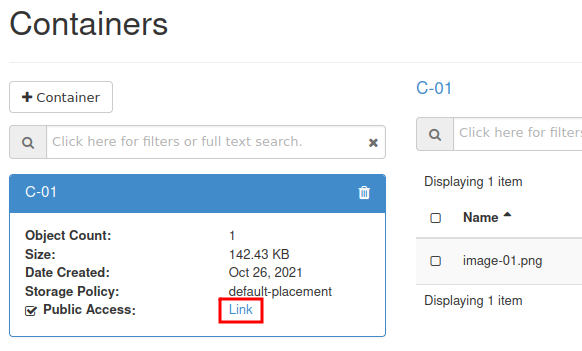 Containers
+ Container
Click here for filters or full text search.
C-01
Object Count: 1
Size: 142.43 KB
Date Created: Oct 26, 2021
Storage Policy: default-placement
Public Access: Link
C-01
Click here for filters
Displaying 1 item
Name
image-01.png
Displaying 1 item